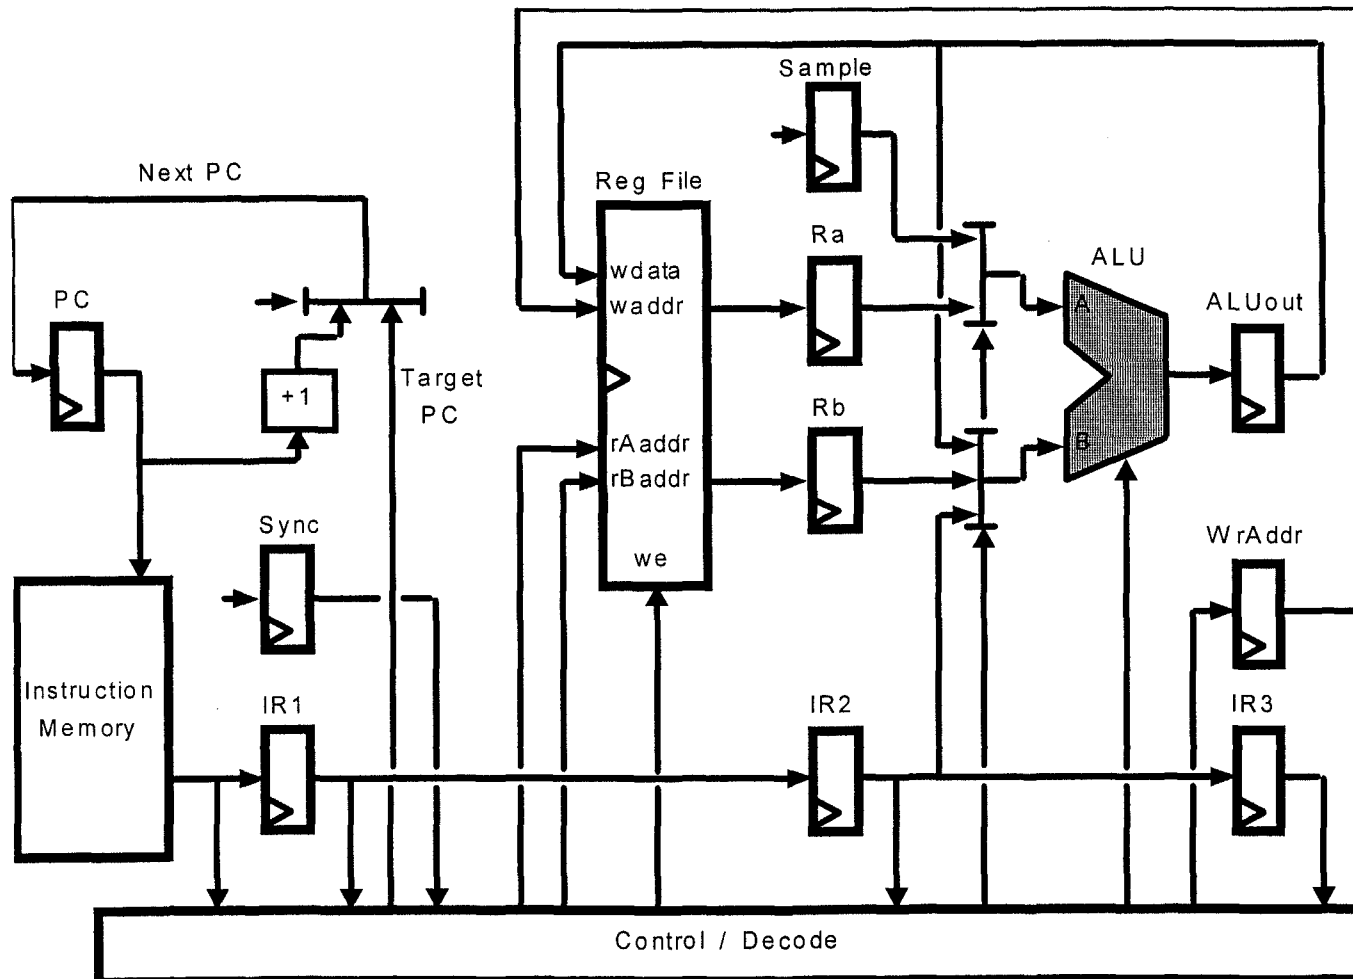 Sample
Next PC
Reg File
Ra
ALU
wdata
waddr
PC
A
ALUout
+1
Target
PC
Rb
rAaddr
rBaddr
B
Sync
we
WrAddr
Instruction
Memory
IR1
IR2
IR3
Control / Decode